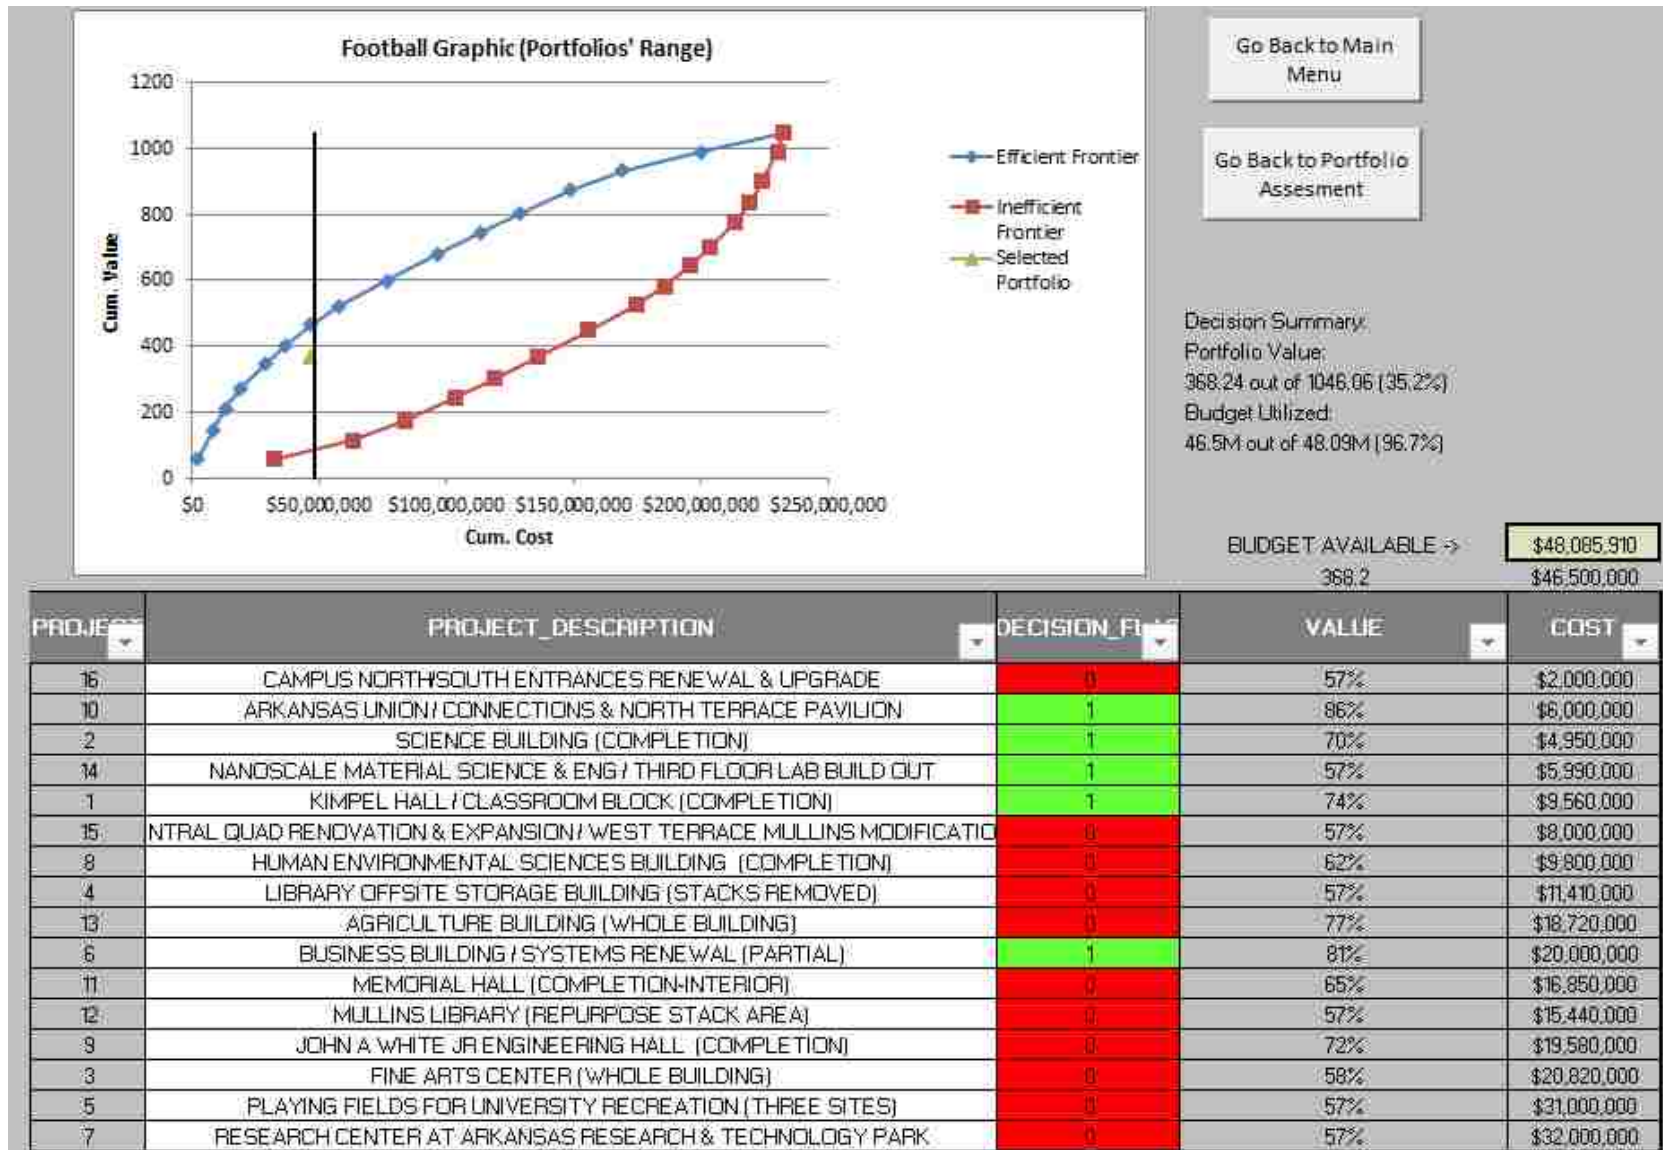 Football Graphic (Portfolios' Range)
1200
1000
800
600
400
200
0
Cum. Value
$0 $50,000,000 $100,000,000 $150,000,000 $200,000,000 $250,000,000
Cum. Cost
Efficient Frontier
Inefficient
Frontier
Selected
Portfolio
Go Back to Main
Menu
Go Back to Portfolio
Assesment
Decision Summary:
Portfolio Value:
368.24 out of 1046.06 (35.2%)
Budget Utilized:
46.5M out of 48.09M (96.7%)
BUDGET AVAILABLE -> $48,085,910
368.2 $46,500,000
PROJECT PROJECT_DESCRIPTION DECISION_FLAG VALUE COST
16 CAMPUS NORTH/SOUTH ENTRANCES RENEWAL & UPGRADE 0 57% $2,000,000
10 ARKANSAS UNION / CONNECTIONS & NORTH TERRACE PAVILION 1 86% $6,000,000
2 SCIENCE BUILDING (COMPLETION) 1 70% $4,950,000
14 NANOSCALE MATERIAL SCIENCE & ENG / THIRD FLOOR LAB BUILD OUT 1 57% $5,990,000
1 KIMPEL HALL / CLASSROOM BLOCK (COMPLETION) 1 74% $9,560,000
15 NTRAL QUAD RENOVATION & EXPANSION / WEST TERRACE MULLINS MODIFICATIO 0 57% $8,000,000
8 HUMAN ENVIRONMENTAL SCIENCES BUILDING (COMPLETION) 0 62% $9,800,000
4 LIBRARY OFFSITE STORAGE BUILDING (STACKS REMOVED) 0 57% $11,410,000
13 AGRICULTURE BUILDING (WHOLE BUILDING) 0 77% $18,720,000
6 BUSINESS BUILDING / SYSTEMS RENEWAL (PARTIAL) 1 81% $20,000,000
11 MEMORIAL HALL (COMPLETION-INTERIOR) 0 65% $16,850,000
12 MULLINS LIBRARY (REPURPOSE STACK AREA) 0 57% $15,440,000
9 JOHN A WHITE JR ENGINEERING HALL (COMPLETION) 0 72% $19,580,000
3 FINE ARTS CENTER (WHOLE BUILDING) 0 58% $20,820,000
5 PLAYING FIELDS FOR UNIVERSITY RECREATION (THREE SITES) 0 57% $31,000,000
7 RESEARCH CENTER AT ARKANSAS RESEARCH & TECHNOLOGY PARK 0 57% $32,000,000